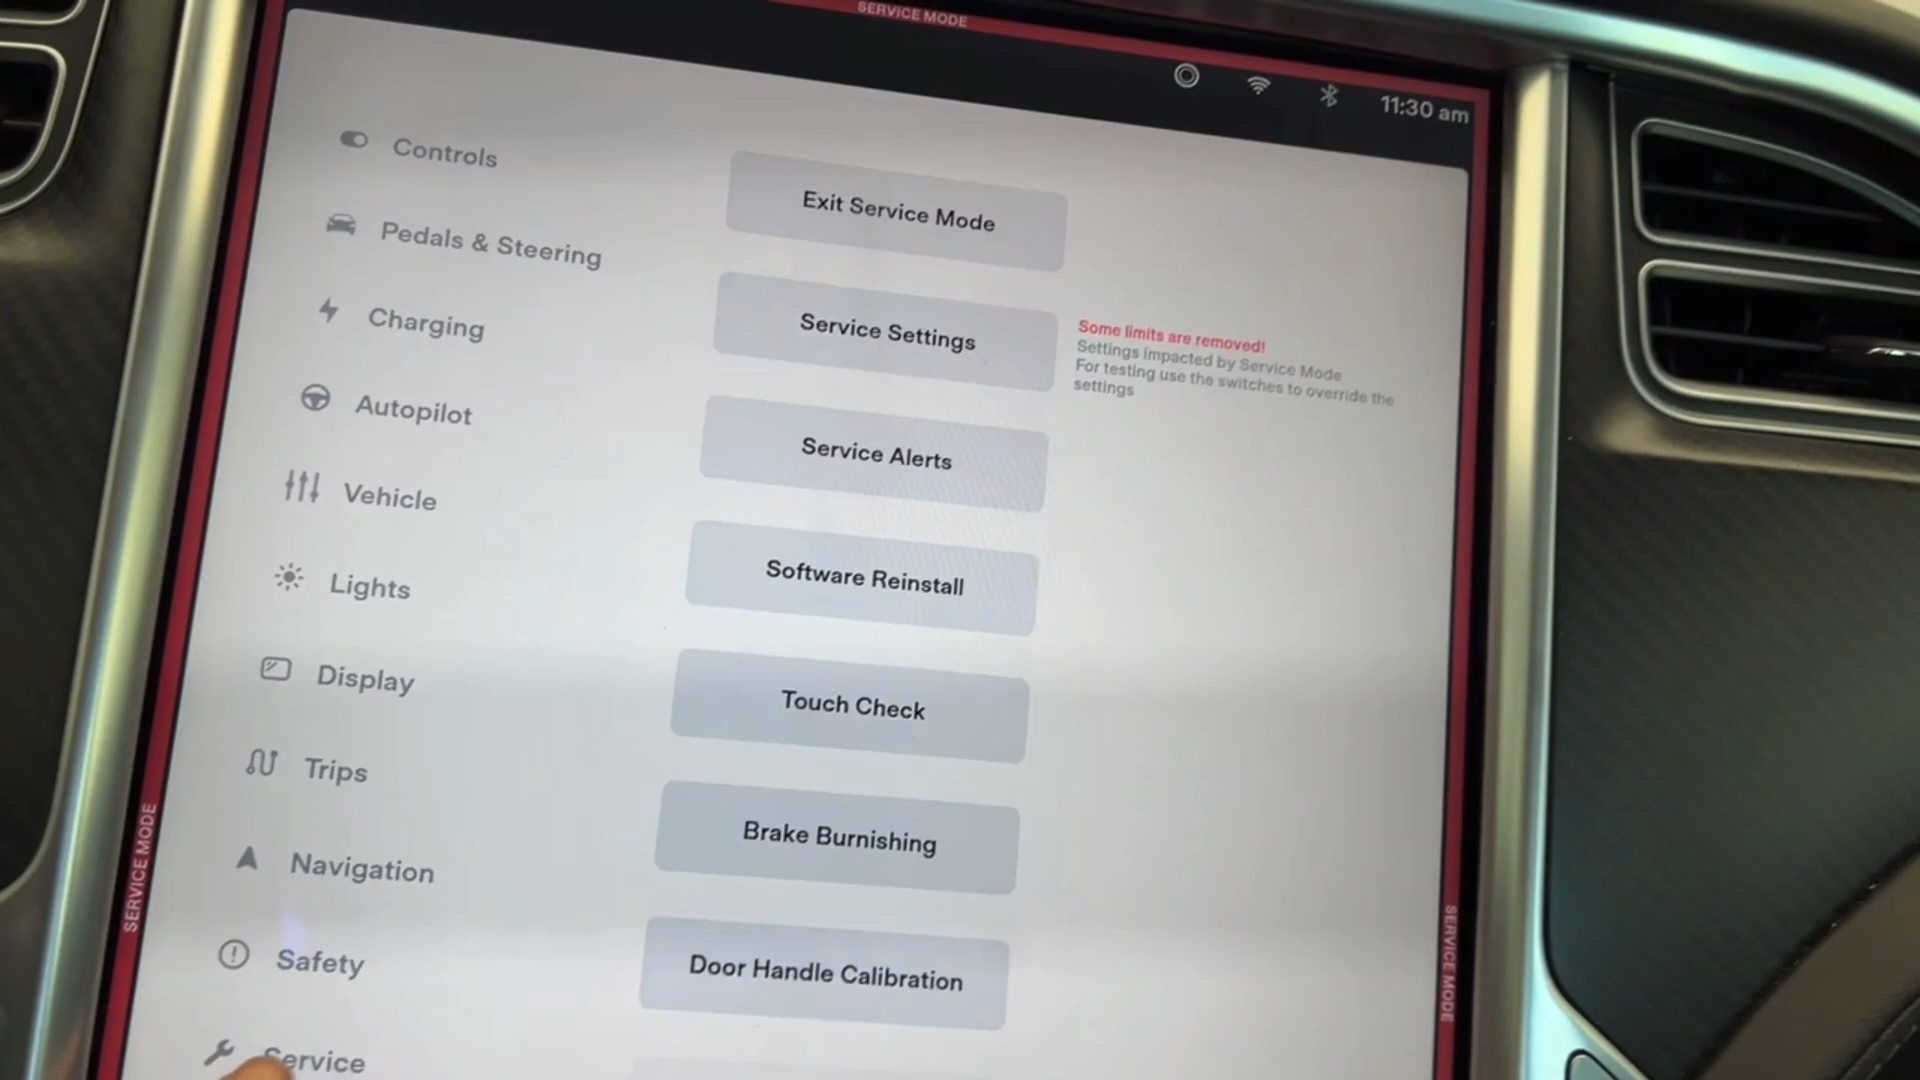 SERVICE MODE
11:30 am
Controls
Pedals & Steering
Charging
Autopilot
Vehicle
Lights
Display
Trips
Navigation
Safety
Service
Exit Service Mode
Service Settings
Some limits are removed!
Settings impacted by Service Mode
For testing use the switches to override the
settings
Service Alerts
Software Reinstall
Touch Check
Brake Burnishing
Door Handle Calibration
SERVICE MODE
SERVICE MODE